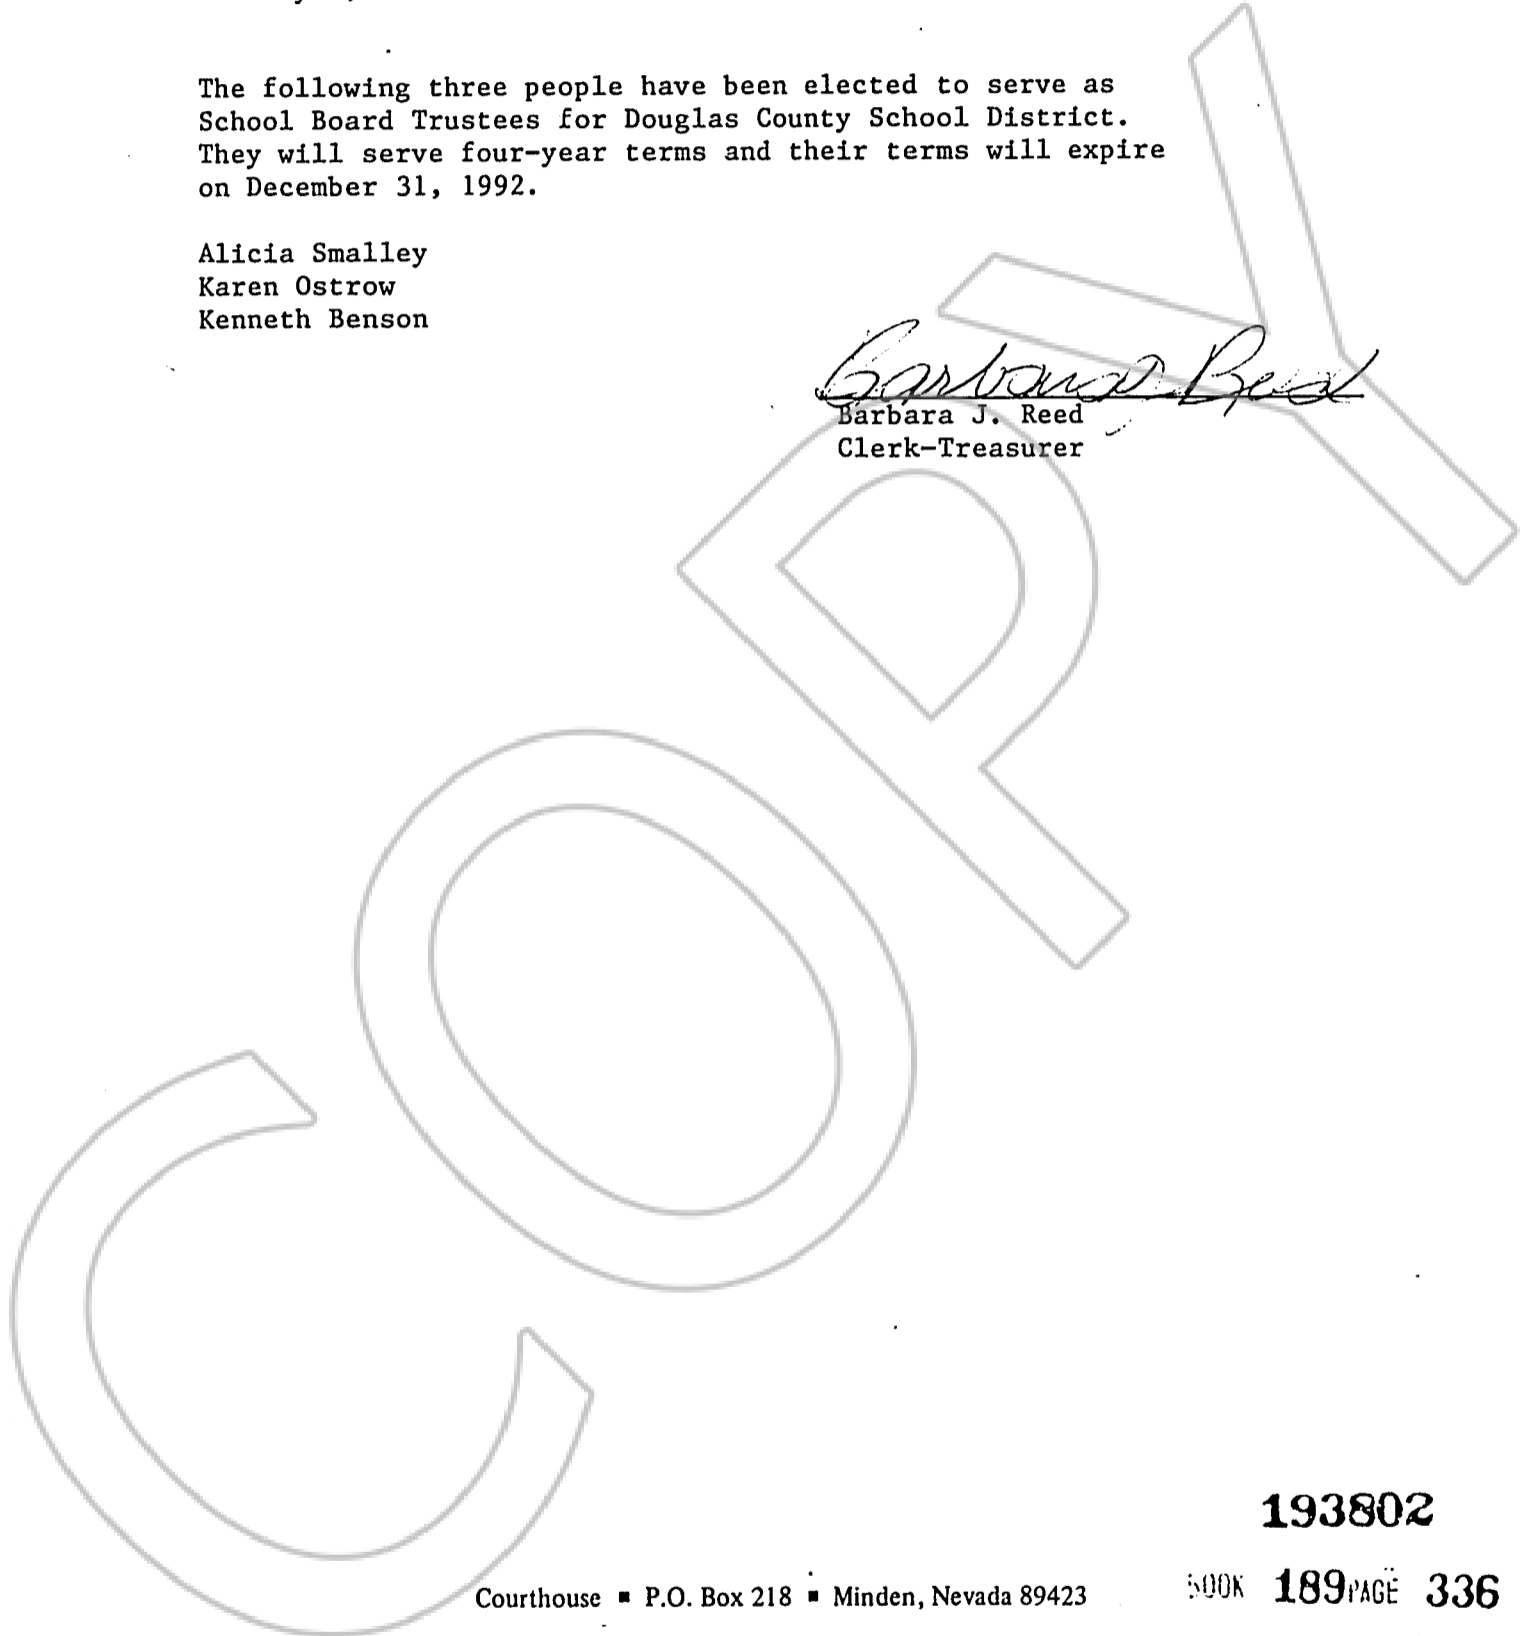 The following three people have been elected to serve as
School Board Trustees for Douglas County School District.
They will serve four-year terms and their terms will expire
on December 31, 1992.
Alicia Smalley
Karen Ostrow
Kenneth Benson
Barbara J. Reed
Barbara J. Reed
Clerk-Treasurer
COPY
193802
Courthouse ▪ P.O. Box 218 ▪ Minden, Nevada 89423
BOOK 189 PAGE 336